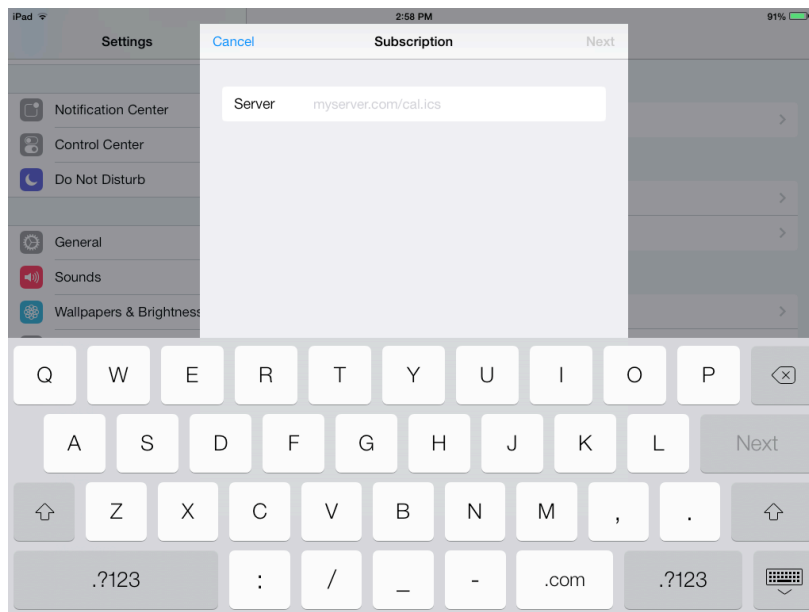 iPad 2:58 PM 91%
Settings Cancel Subscription Next
Server myserver.com/cal.ics
Notification Center
Control Center
Do Not Disturb
General
Sounds
Wallpapers & Brightness
Q W E R T Y U I O P
A S D F G H J K L Next
Z X C V B N M , .
.?123 : / _ - .com .?123